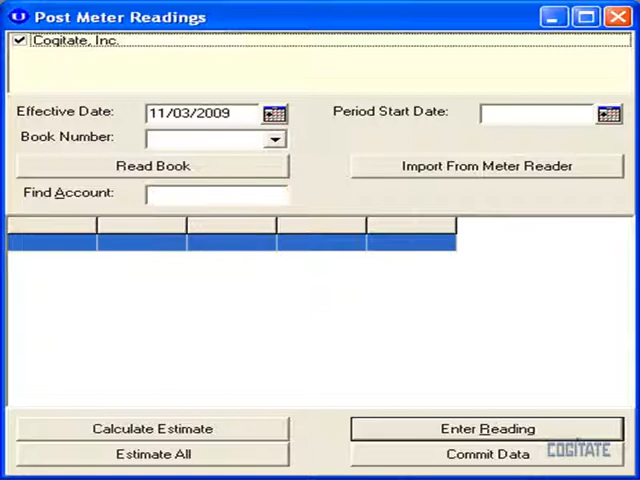 Post Meter Readings
Cogitate, Inc.
Effective Date: 11/03/2009 Period Start Date:
Book Number:
Read Book Import From Meter Reader
Find Account:
Calculate Estimate Enter Reading
Estimate All Commit Data
COGITATE